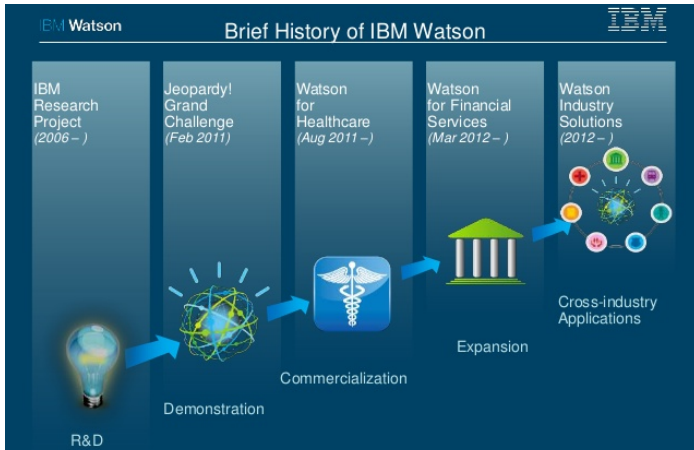 IBM Watson
Brief History of IBM Watson
IBM
IBM
Research
Project
(2006 – )
Jeopardy!
Grand
Challenge
(Feb 2011)
Watson
for
Healthcare
(Aug 2011 –)
Watson
for Financial
Services
(Mar 2012 – )
Watson
Industry
Solutions
(2012 – )
R&D
Demonstration
Commercialization
Expansion
Cross-industry
Applications